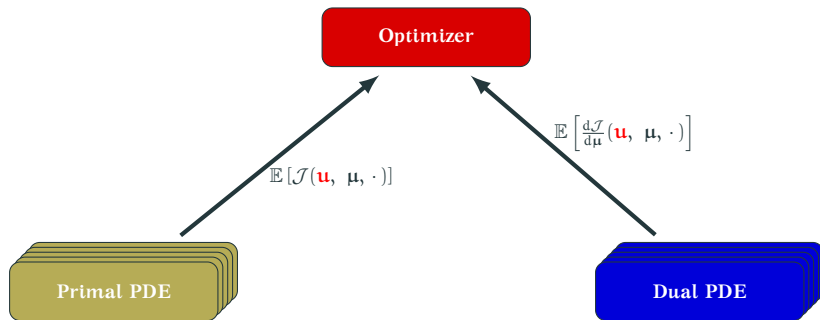 Optimizer
𝔼 [d𝒥/d𝛍 (𝐮, 𝛍, ·)]
𝔼 [𝒥(𝐮, 𝛍, ·)]
Primal PDE
Dual PDE